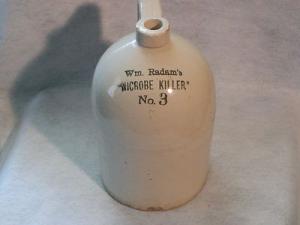 Wm. Radam's
"MICROBE KILLER"
No. 3